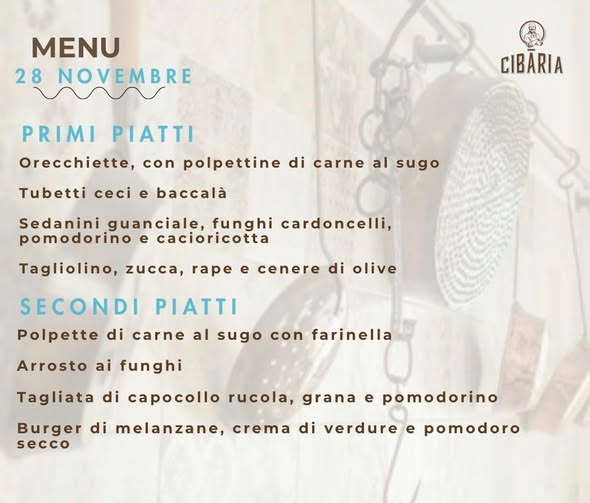 MENU
28 NOVEMBRE
CIBÀRIA
PRIMI PIATTI
Orecchiette, con polpettine di carne al sugo
Tubetti ceci e baccalà
Sedanini guanciale, funghi cardoncelli,
pomodorino e cacioricotta
Tagliolino, zucca, rape e cenere di olive
SECONDI PIATTI
Polpette di carne al sugo con farinella
Arrosto ai funghi
Tagliata di capocollo rucola, grana e pomodorino
Burger di melanzane, crema di verdure e pomodoro
secco